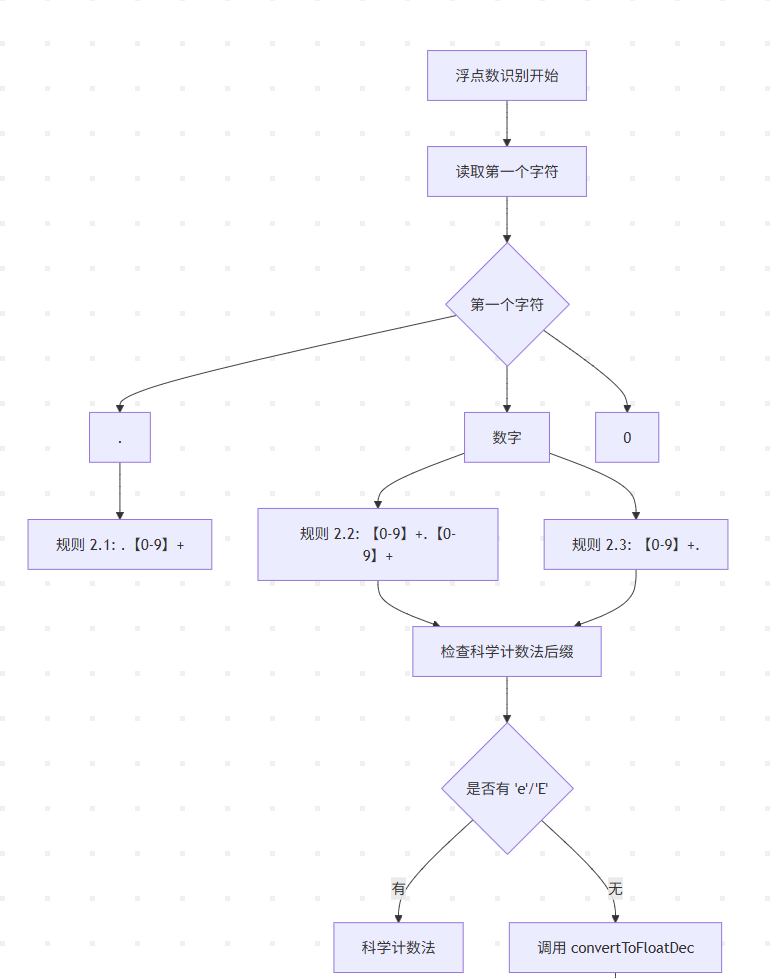 浮点数识别开始
读取第一个字符
第一个字符
.
数字
0
规则 2.1: .【0-9】+
规则 2.2: 【0-9】+.【0-
9】+
规则 2.3: 【0-9】+.
检查科学计数法后缀
是否有 'e'/'E'
有
无
科学计数法
调用 convertToFloatDec